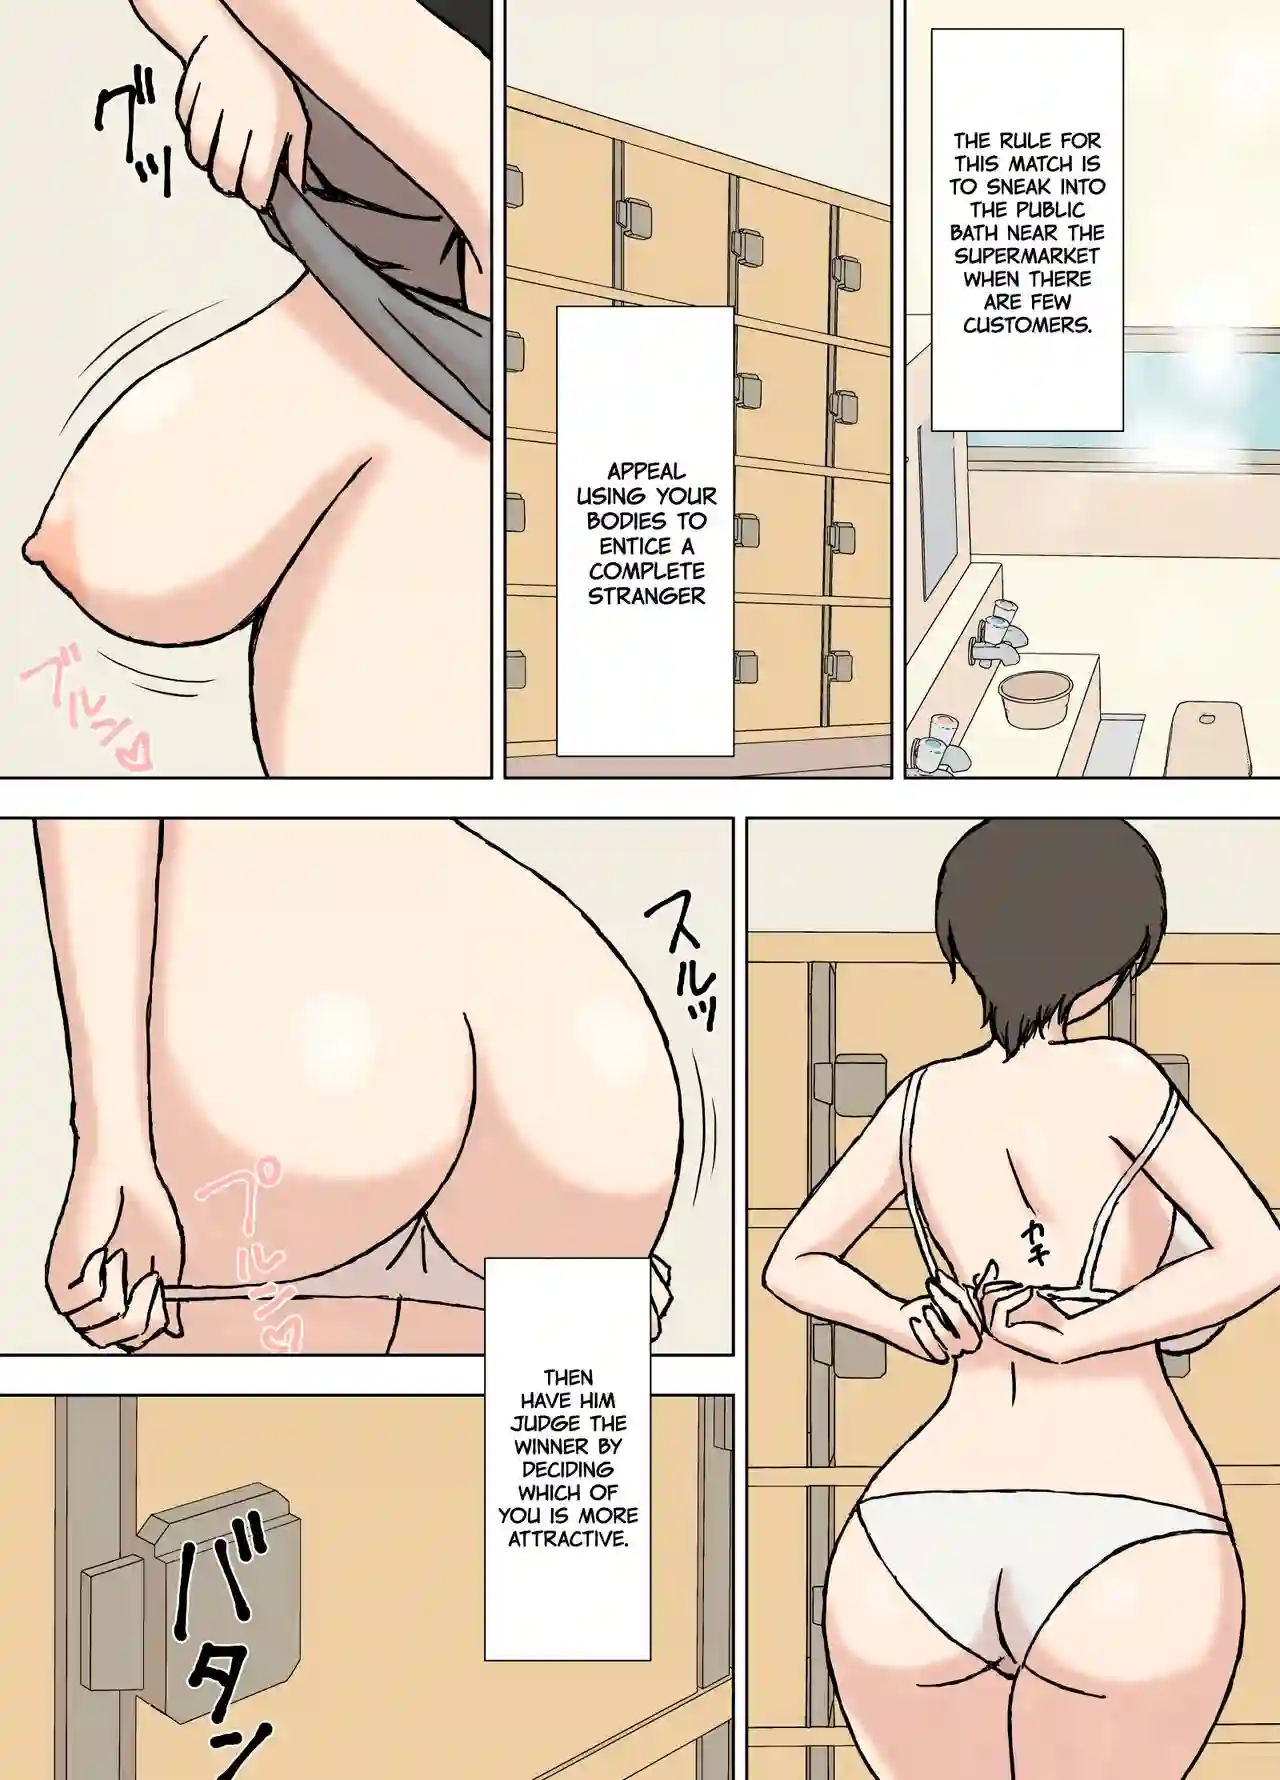 THE RULE FOR
THIS MATCH IS
TO SNEAK INTO
THE PUBLIC
BATH NEAR THE
SUPERMARKET
WHEN THERE
ARE FEW
CUSTOMERS.
APPEAL
USING YOUR
BODIES TO
ENTICE A
COMPLETE
STRANGER
グッ
ブルン♡
カキ
スルッ
プルン♡
THEN
HAVE HIM
JUDGE THE
WINNER BY
DECIDING
WHICH OF
YOU IS MORE
ATTRACTIVE.
バタン